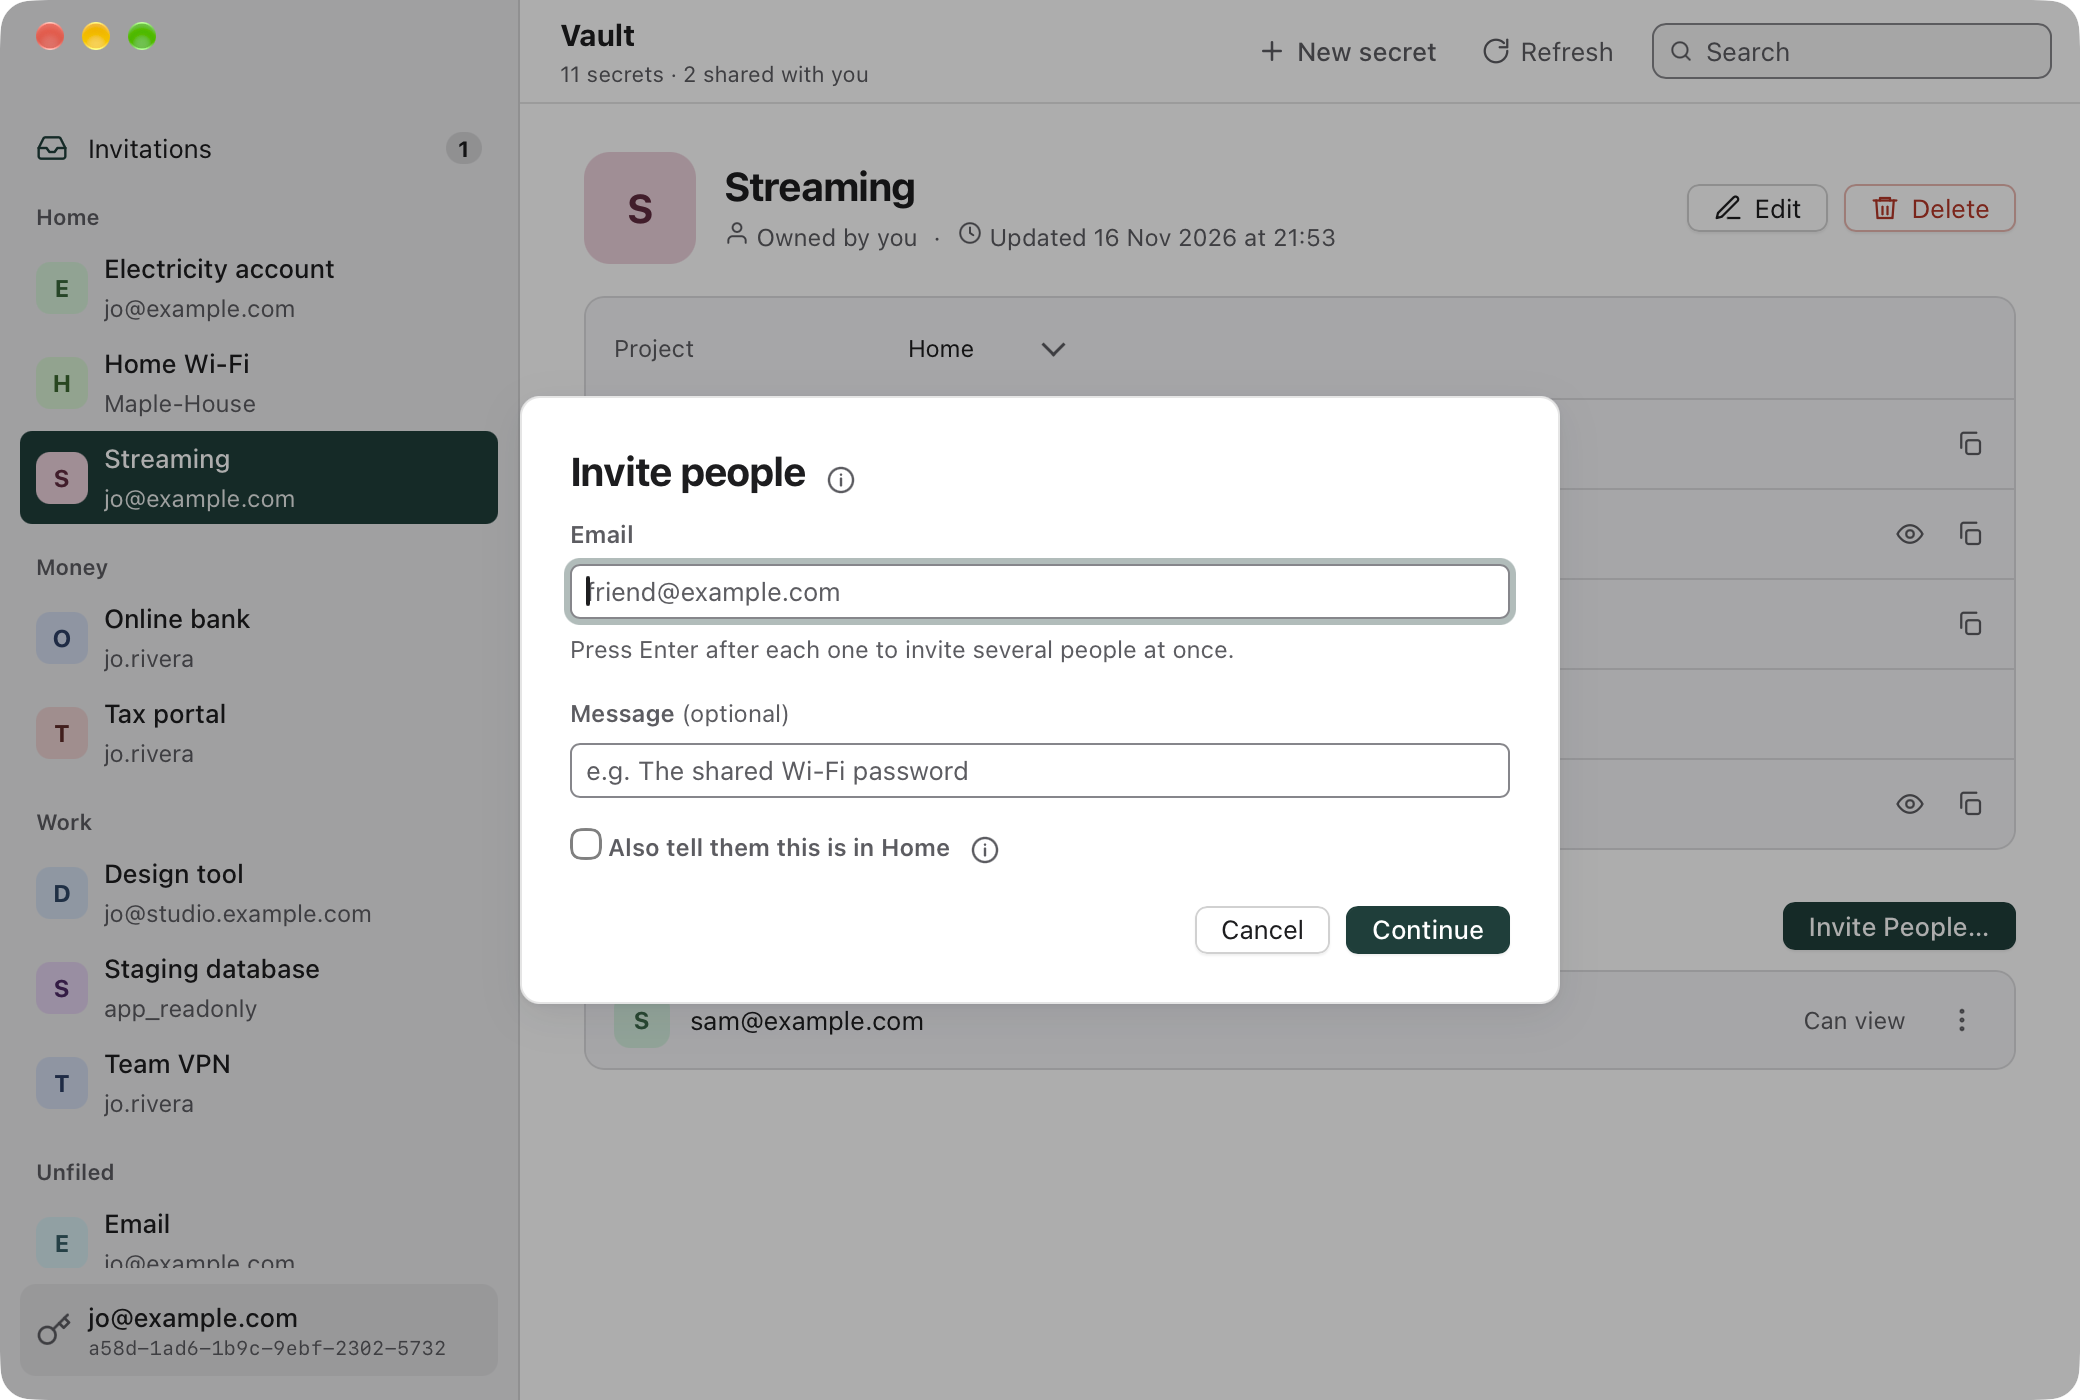 Vault
11 secrets · 2 shared with you
New secret
Refresh
Search
Invitations
1
Home
E
Electricity account
jo@example.com
H
Home Wi-Fi
Maple-House
S
Streaming
jo@example.com
Money
O
Online bank
jo.rivera
T
Tax portal
jo.rivera
Work
D
Design tool
jo@studio.example.com
S
Staging database
app_readonly
T
Team VPN
jo.rivera
Unfiled
E
Email
jo@example.com
jo@example.com
a58d-1ad6-1b9c-9ebf-2302-5732
S
Streaming
Owned by you · Updated 16 Nov 2026 at 21:53
Edit
Delete
Project
Home
Invite people
Email
friend@example.com
Press Enter after each one to invite several people at once.
Message (optional)
e.g. The shared Wi-Fi password
Also tell them this is in Home
Cancel
Continue
Invite People...
S
sam@example.com
Can view